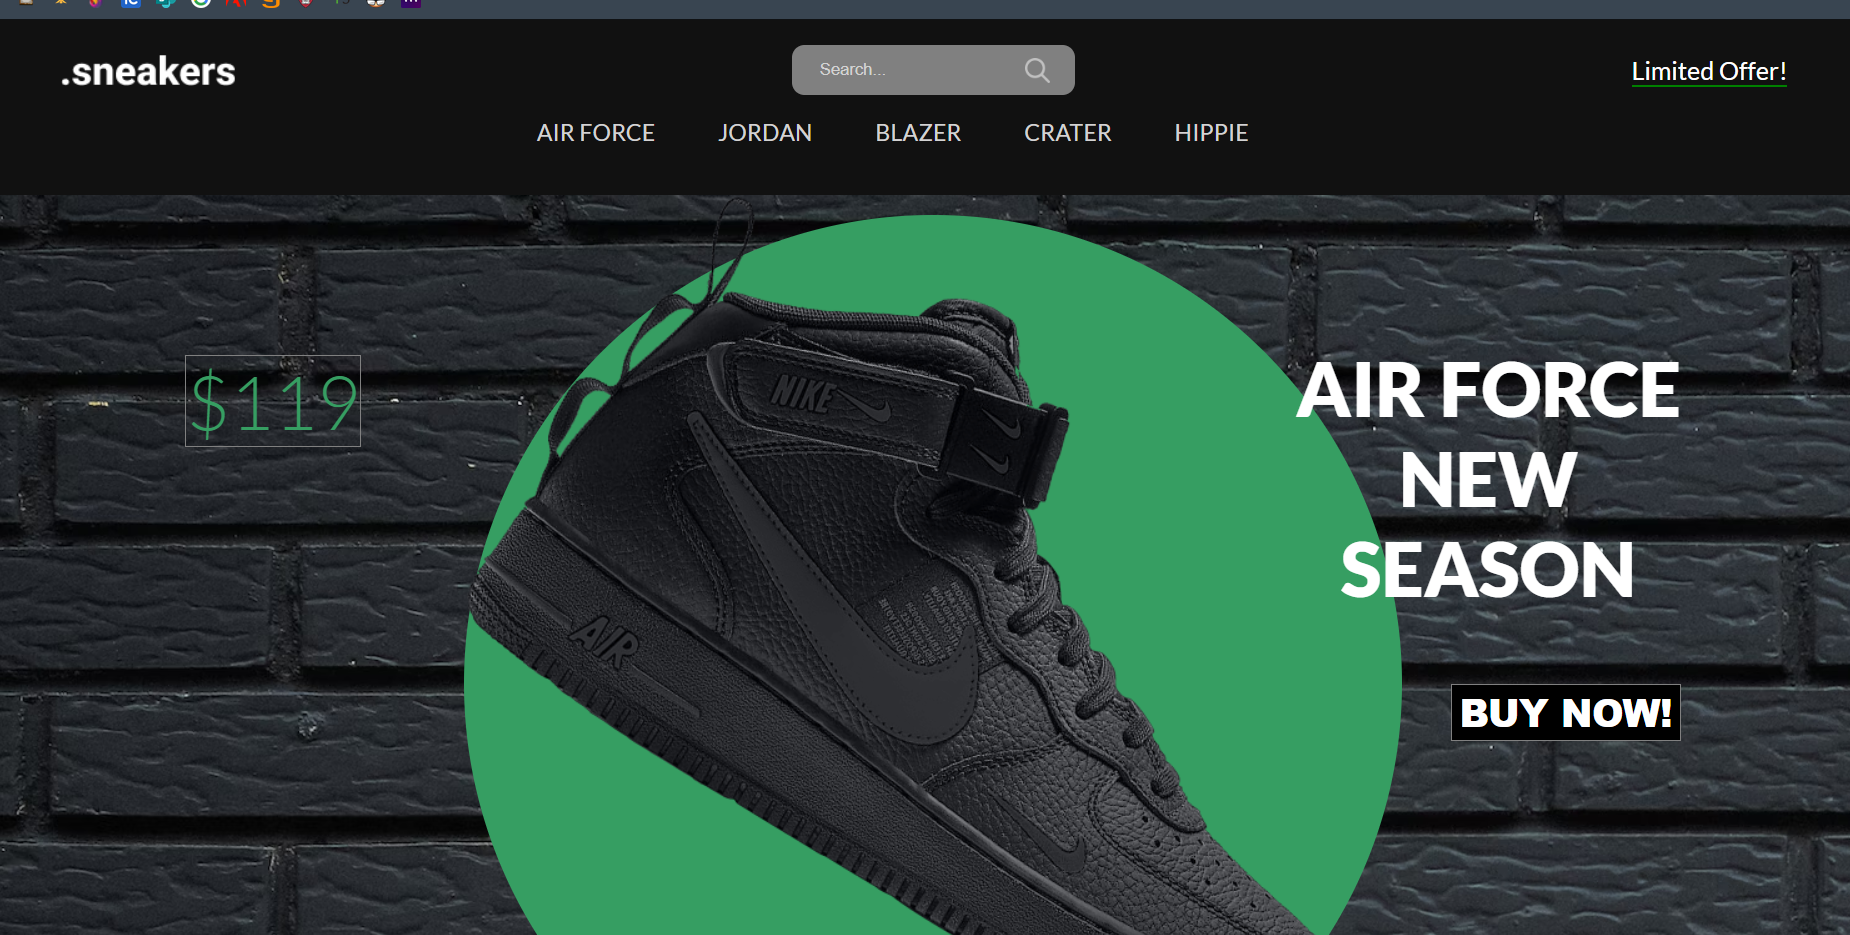 .sneakers
Search...
Limited Offer!
AIR FORCE
JORDAN
BLAZER
CRATER
HIPPIE
$119
NIKE
AIR
AIR FORCE
NEW
SEASON
BUY NOW!